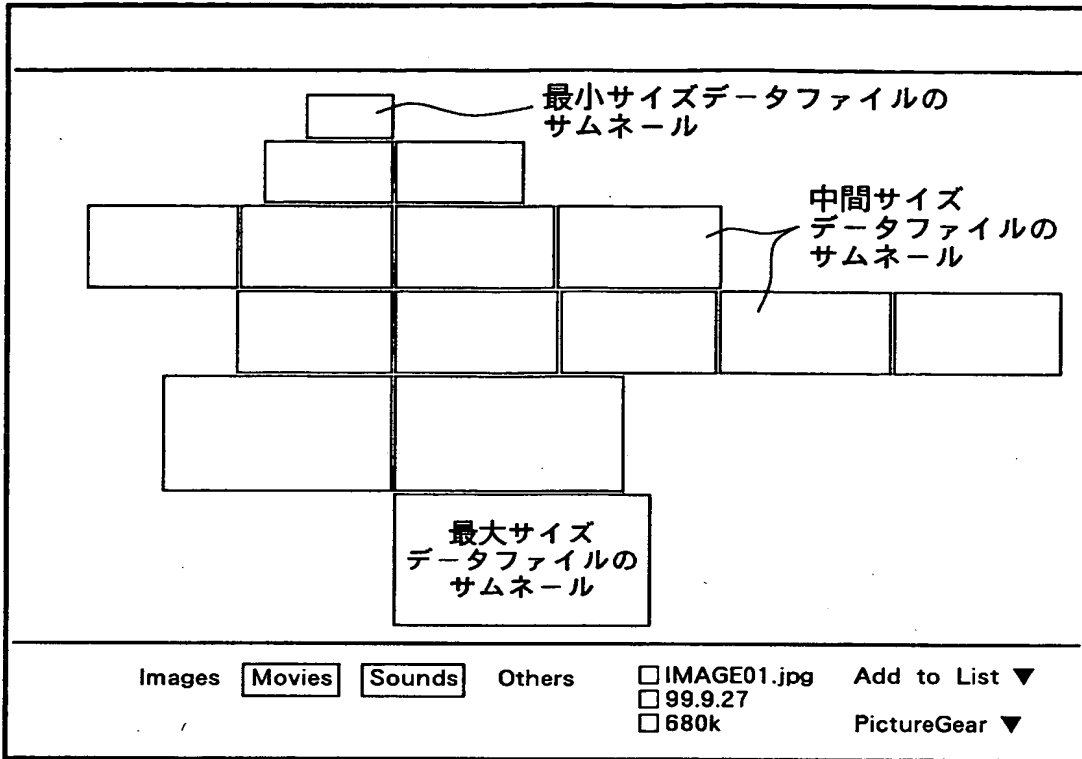 最小サイズデータファイルの
サムネール
中間サイズ
データファイルの
サムネール
最大サイズ
データファイルの
サムネール
Images Movies Sounds Others
IMAGE01.jpg
99.9.27
680k
Add to List ▼
PictureGear ▼